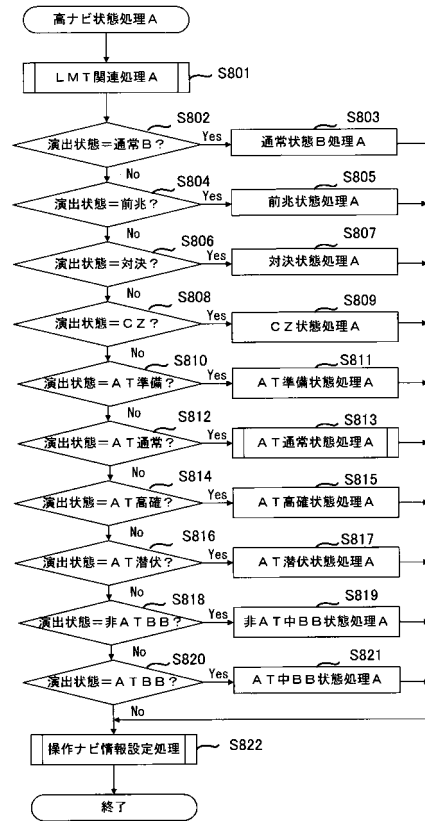 高ナビ状態処理A
LMT関連処理A
S801
S802
演出状態=通常B?
Yes
S803
通常状態B処理A
No
S804
演出状態=前兆?
Yes
S805
前兆状態処理A
No
S806
演出状態=対決?
Yes
S807
対決状態処理A
No
S808
演出状態=CZ?
Yes
S809
CZ状態処理A
No
S810
演出状態=AT準備?
Yes
S811
AT準備状態処理A
No
S812
演出状態=AT通常?
Yes
S813
AT通常状態処理A
No
S814
演出状態=AT高確?
Yes
S815
AT高確状態処理A
No
S816
演出状態=AT潜伏?
Yes
S817
AT潜伏状態処理A
No
S818
演出状態=非ATBB?
Yes
S819
非AT中BB状態処理A
No
S820
演出状態=ATBB?
Yes
S821
AT中BB状態処理A
No
操作ナビ情報設定処理
S822
終了